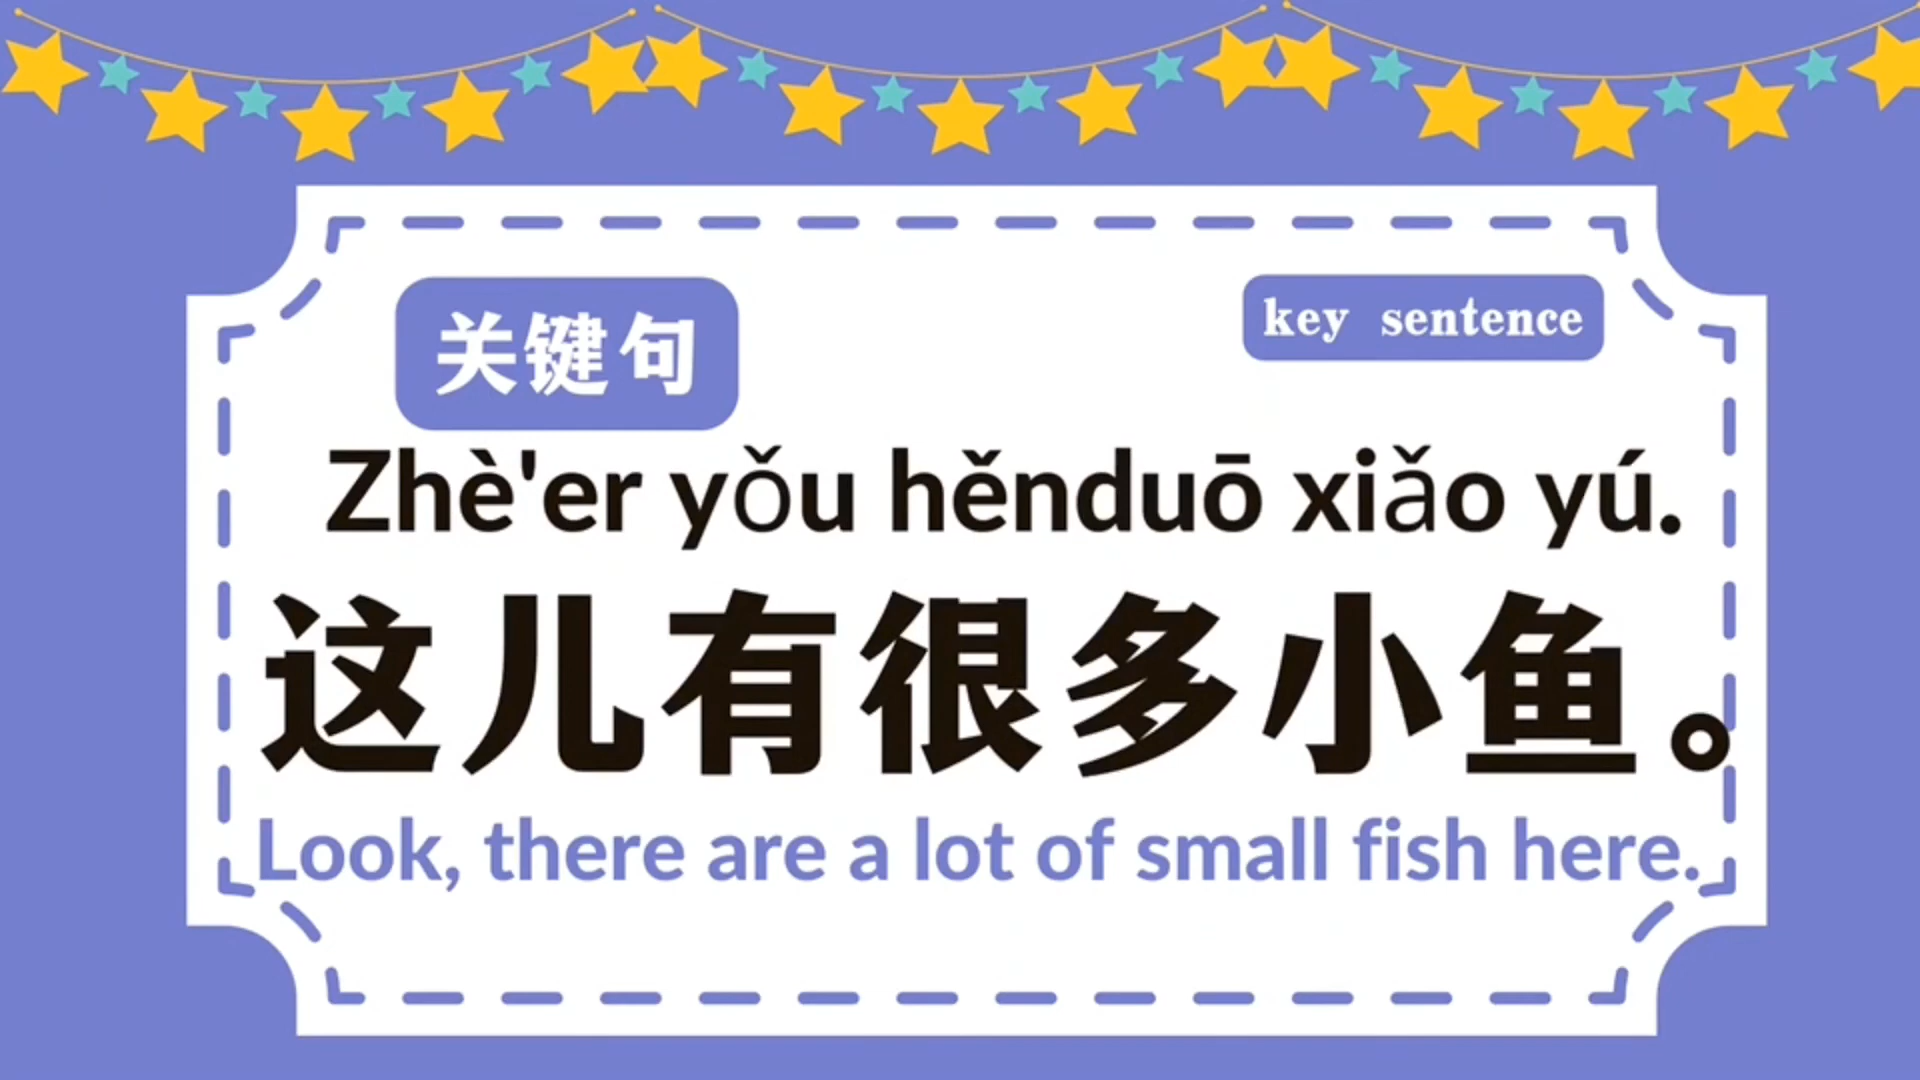 关键句
key sentence
Zhè'er yǒu hěnduō xiǎo yú.
这儿有很多小鱼。
Look, there are a lot of small fish here.